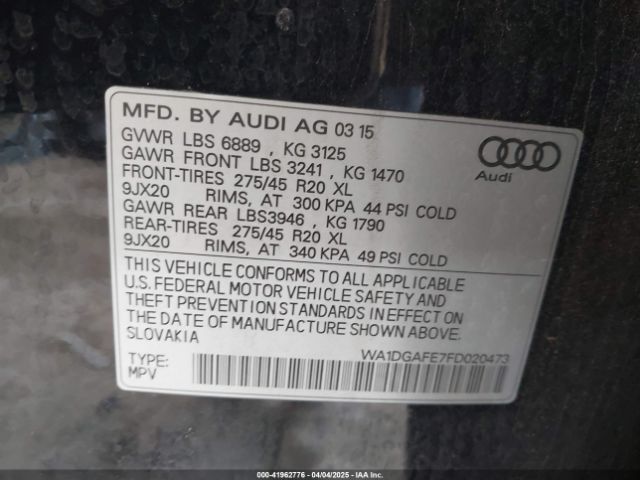 MFD. BY AUDI AG 03 15
GVWR LBS 6889 , KG 3125
GAWR FRONT LBS 3241 , KG 1470
FRONT-TIRES 275/45 R20 XL
9JX20 RIMS, AT 300 KPA 44 PSI COLD
GAWR REAR LBS3946 , KG 1790
REAR-TIRES 275/45 R20 XL
9JX20 RIMS, AT 340 KPA 49 PSI COLD
Audi
THIS VEHICLE CONFORMS TO ALL APPLICABLE
U.S. FEDERAL MOTOR VEHICLE SAFETY AND
THEFT PREVENTION STANDARDS IN EFFECT ON
THE DATE OF MANUFACTURE SHOWN ABOVE.
SLOVAKIA
WA1DGAFE7FD020473
TYPE:
MPV
000-41962776 - 04/04/2025 - IAA Inc.